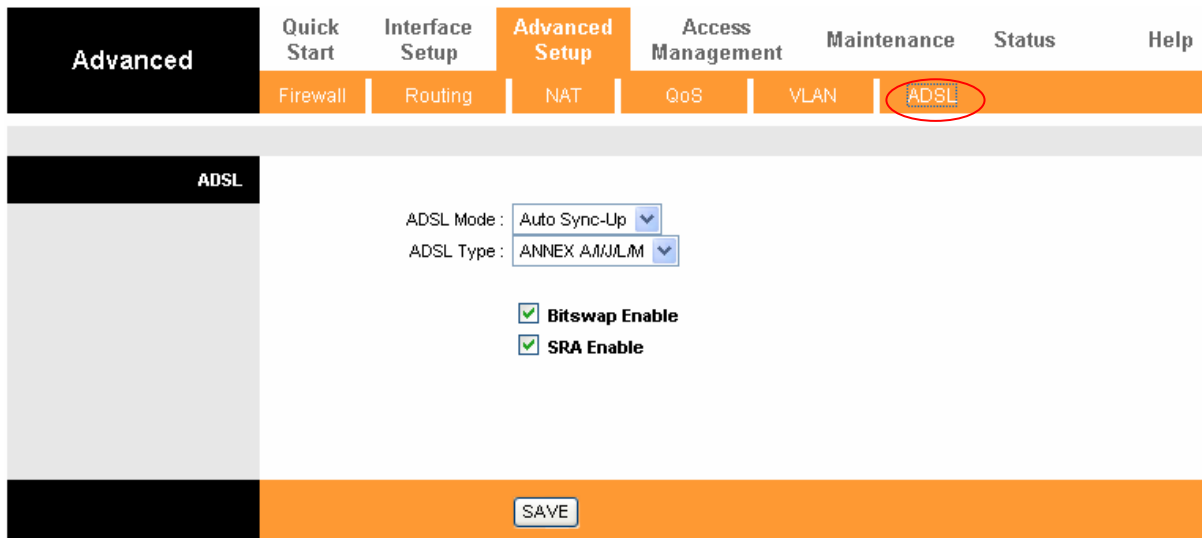 Advanced
Quick Start
Interface Setup
Advanced Setup
Access Management
Maintenance
Status
Help
Firewall
Routing
NAT
QoS
VLAN
ADSL
ADSL
ADSL Mode : Auto Sync-Up
ADSL Type : ANNEX A/I/J/L/M
Bitswap Enable
SRA Enable
SAVE